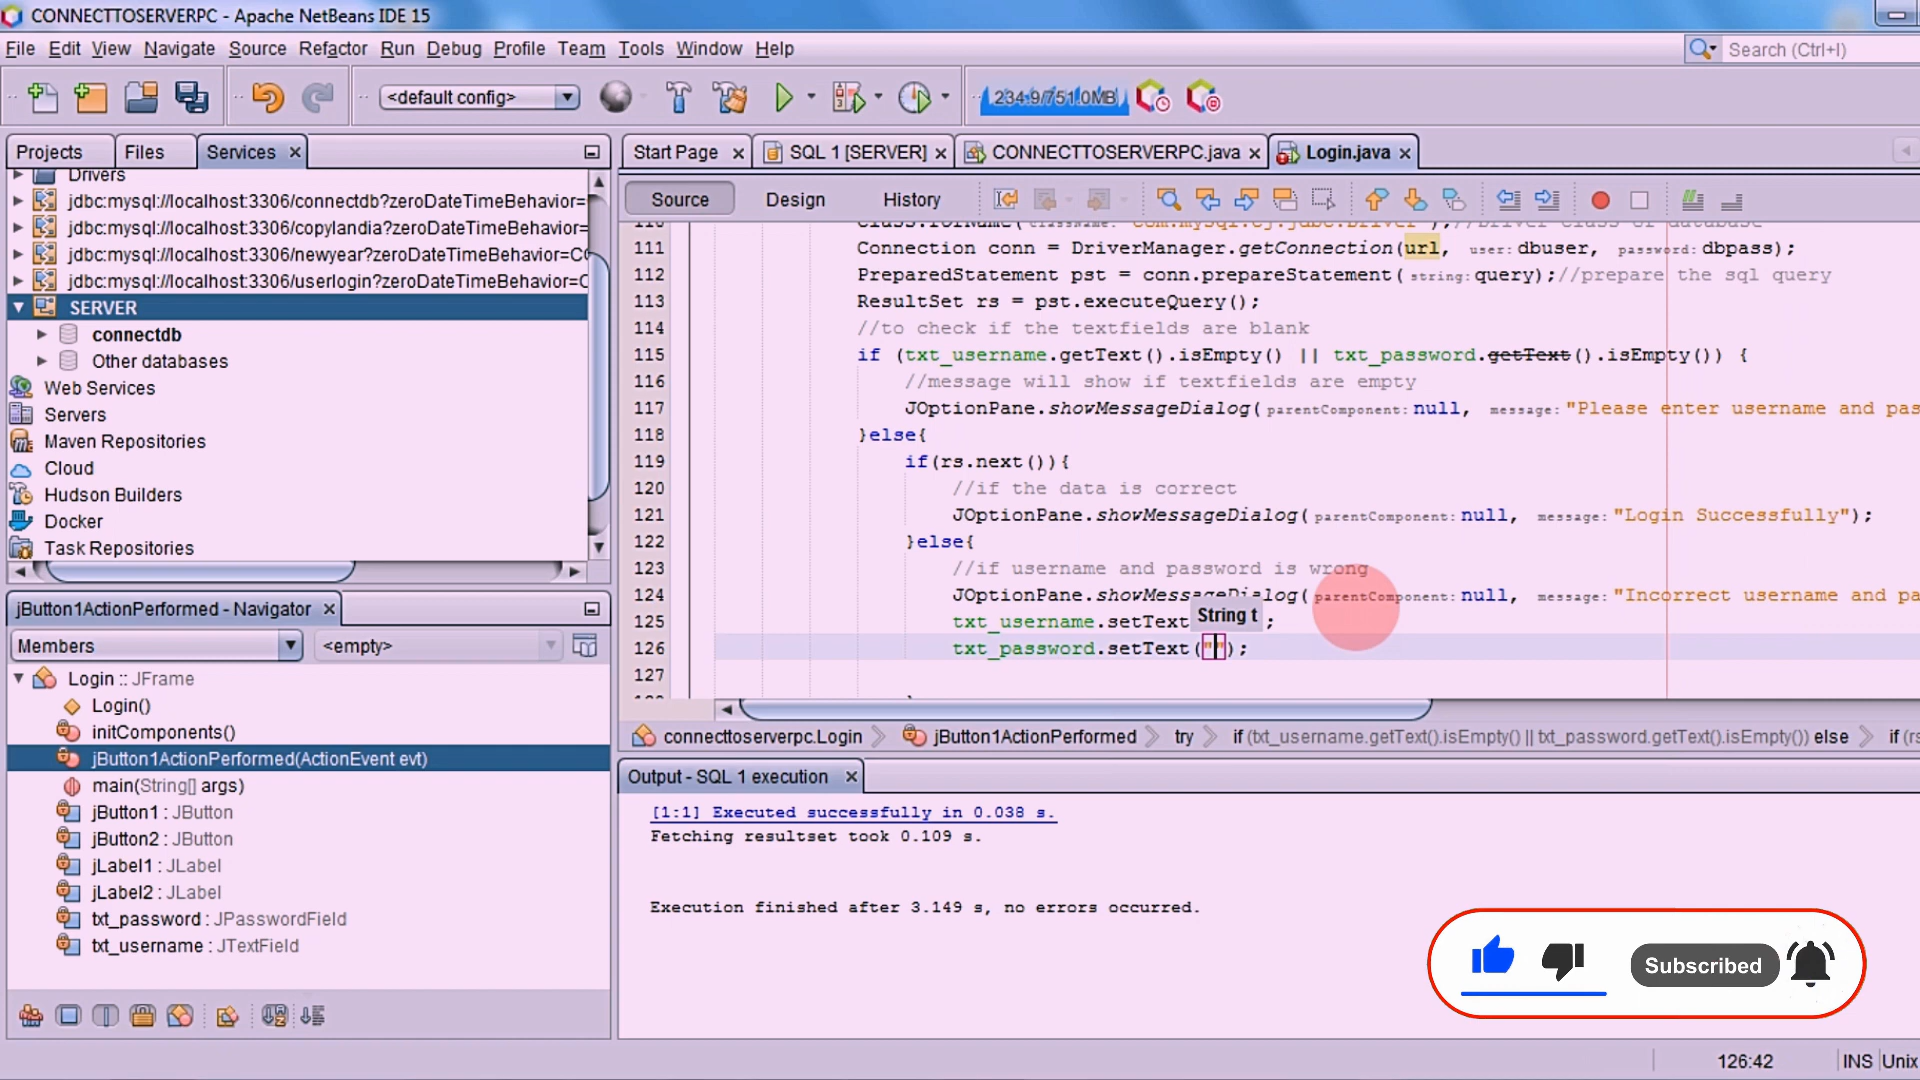 CONNECTTOSERVERPC - Apache NetBeans IDE 15
File Edit View Navigate Source Refactor Run Debug Profile Team Tools Window Help
Search (Ctrl+I)
<default config>
234.9/751.0MB
Projects
Files
Services
Drivers
jdbc:mysql://localhost:3306/connectdb?zeroDateTimeBehavior=
jdbc:mysql://localhost:3306/copylandia?zeroDateTimeBehavior=
jdbc:mysql://localhost:3306/newyear?zeroDateTimeBehavior=CO
jdbc:mysql://localhost:3306/userlogin?zeroDateTimeBehavior=C
SERVER
connectdb
Other databases
Web Services
Servers
Maven Repositories
Cloud
Hudson Builders
Docker
Task Repositories
jButton1ActionPerformed - Navigator
Members
<empty>
Login :: JFrame
Login()
initComponents()
jButton1ActionPerformed(ActionEvent evt)
main(String[] args)
jButton1 : JButton
jButton2 : JButton
jLabel1 : JLabel
jLabel2 : JLabel
txt_password : JPasswordField
txt_username : JTextField
Start Page
SQL 1 [SERVER]
CONNECTTOSERVERPC.java
Login.java
Source Design History
111 Connection conn = DriverManager.getConnection(url, user: dbuser, password: dbpass);
112 PreparedStatement pst = conn.prepareStatement( string: query);//prepare the sql query
113 ResultSet rs = pst.executeQuery();
114 //to check if the textfields are blank
115 if (txt_username.getText().isEmpty() || txt_password.getText().isEmpty()) {
116 //message will show if textfields are empty
117 JOptionPane.showMessageDialog( parentComponent: null, message: "Please enter username and pas
118 }else{
119 if(rs.next()){
120 //if the data is correct
121 JOptionPane.showMessageDialog( parentComponent: null, message: "Login Successfully");
122 }else{
123 //if username and password is wrong
124 JOptionPane.showMessageDialog( parentComponent: null, message: "Incorrect username and pa
String t
125 txt_username.setText ;
126 txt_password.setText("");
127
connecttoserverpc.Login jButton1ActionPerformed try if (txt_username.getText().isEmpty() || txt_password.getText().isEmpty()) else if (rs
Output - SQL 1 execution
[1:1] Executed successfully in 0.038 s.
Fetching resultset took 0.109 s.
Execution finished after 3.149 s, no errors occurred.
Subscribed
126:42 INS Unix